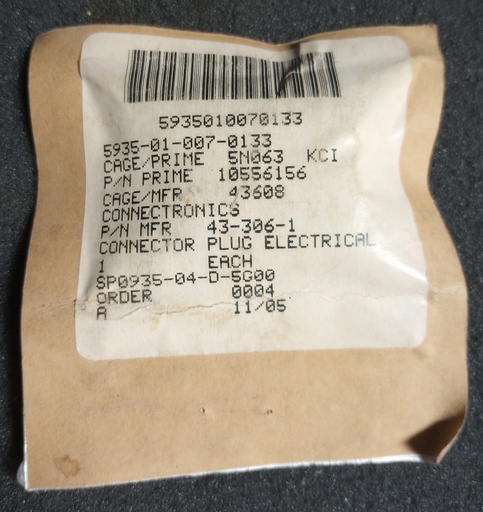 5935010070133
5935-01-007-0133
CAGE/PRIME 5N063 KCI
P/N PRIME 10556156
CAGE/MFR 43608
CONNECTRONICS
P/N MFR 43-306-1
CONNECTOR PLUG ELECTRICAL
1 EACH
SP0935-04-D-5G00
ORDER 0004
A 11/05